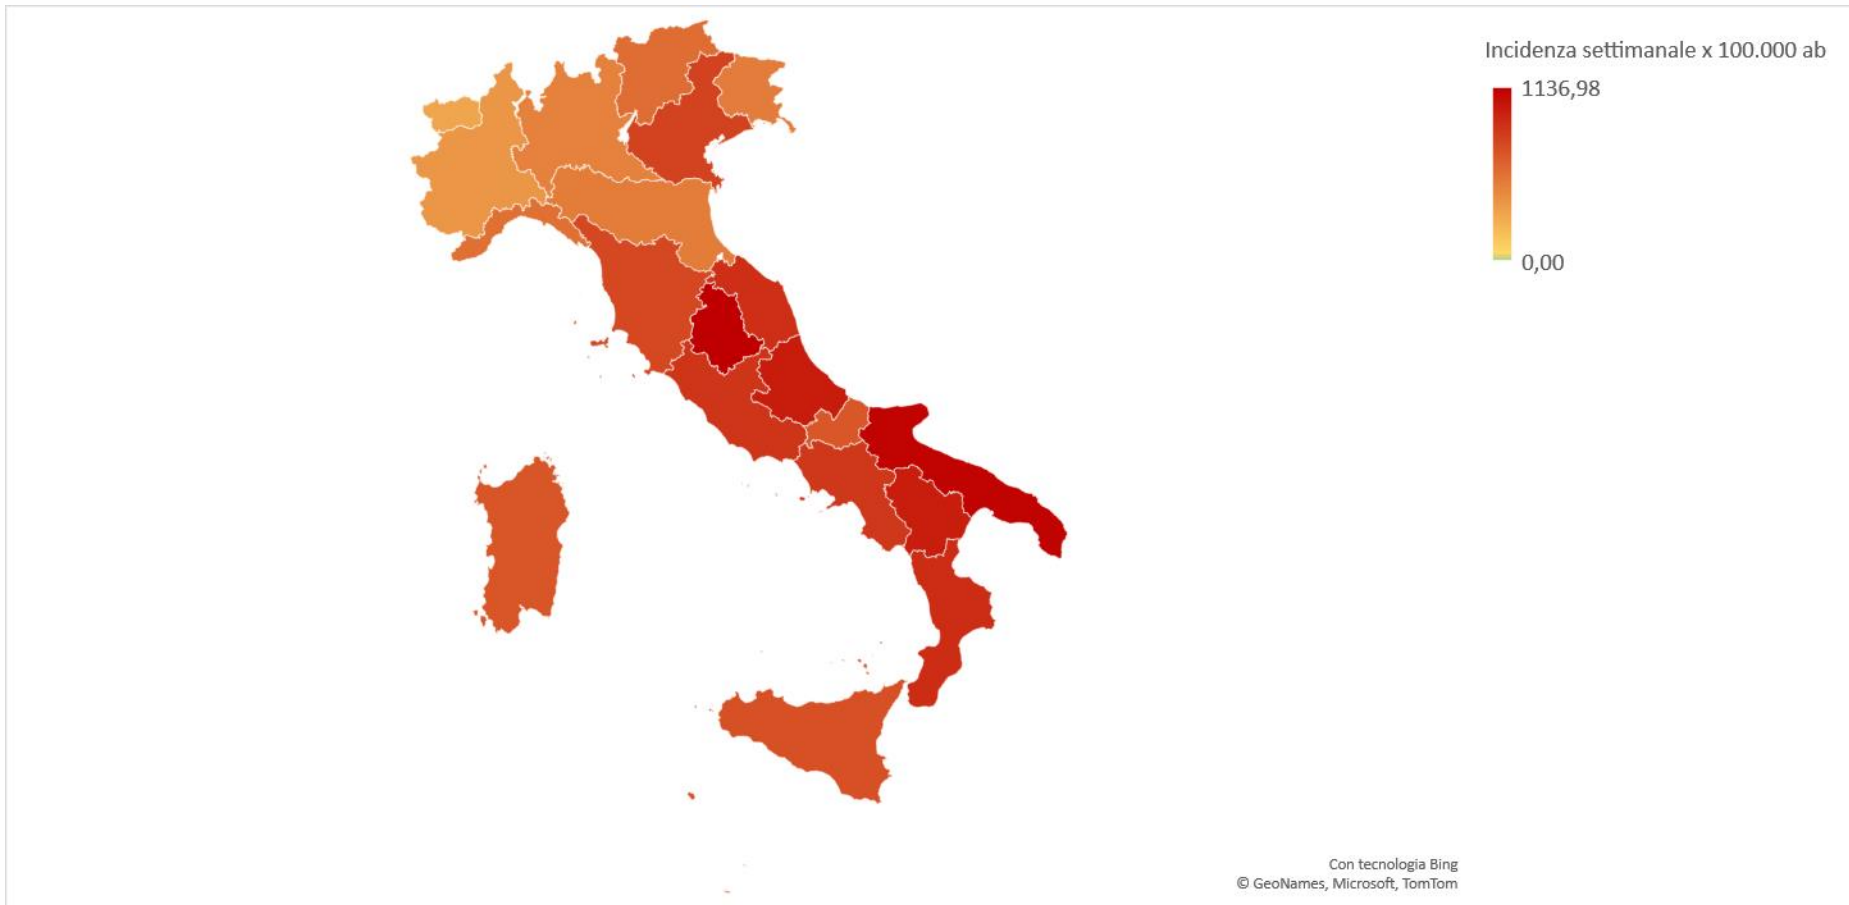 Incidenza settimanale x 100.000 ab
1136,98
0,00
Con tecnologia Bing
© GeoNames, Microsoft, TomTom